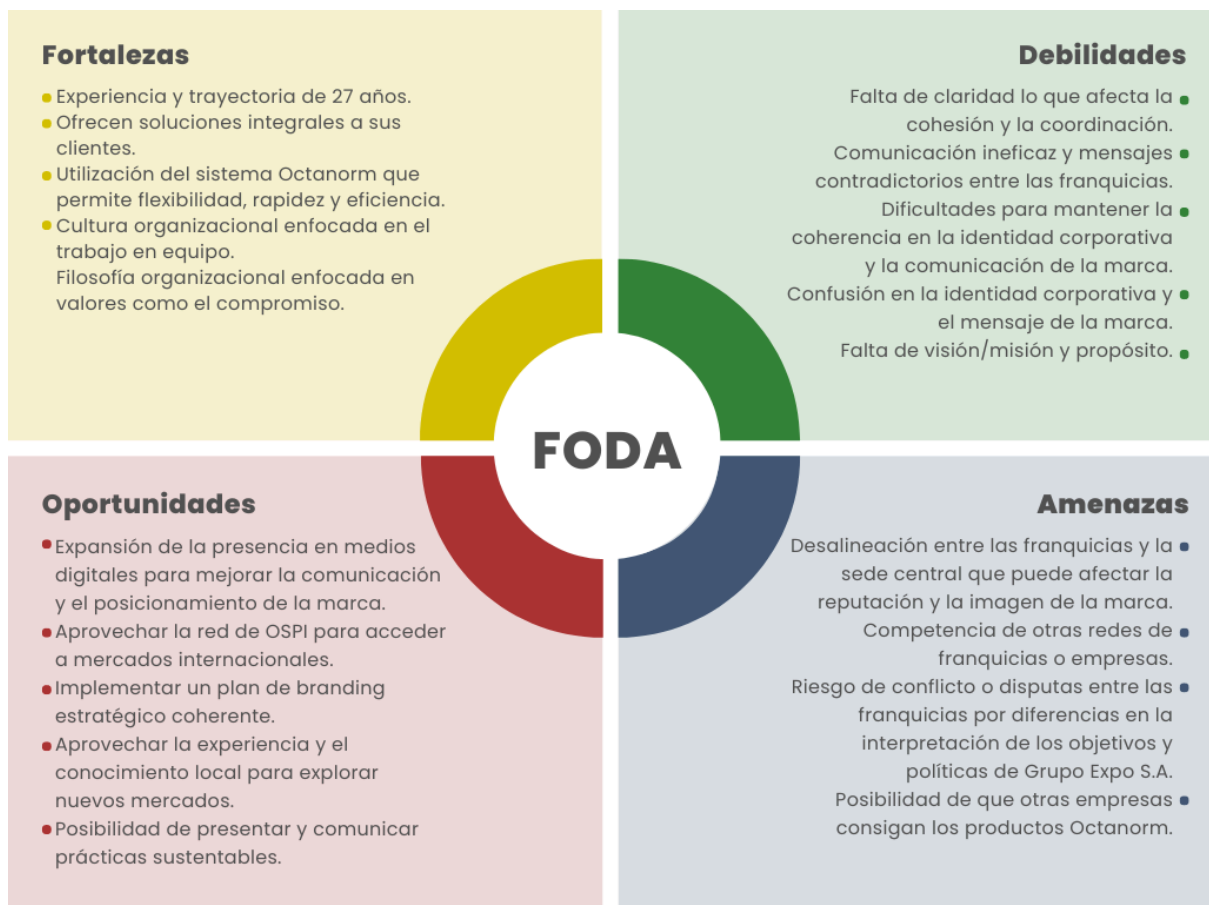 Fortalezas
Experiencia y trayectoria de 27 años.
Ofrecen soluciones integrales a sus
clientes.
Utilización del sistema Octanorm que
permite flexibilidad, rapidez y eficiencia.
Cultura organizacional enfocada en el
trabajo en equipo.
Filosofía organizacional enfocada en
valores como el compromiso.
Debilidades
Falta de claridad lo que afecta la
cohesión y la coordinación.
Comunicación ineficaz y mensajes
contradictorios entre las franquicias.
Dificultades para mantener la
coherencia en la identidad corporativa
y la comunicación de la marca.
Confusión en la identidad corporativa y
el mensaje de la marca.
Falta de visión/misión y propósito.
FODA
Oportunidades
Expansión de la presencia en medios
digitales para mejorar la comunicación
y el posicionamiento de la marca.
Aprovechar la red de OSPI para acceder
a mercados internacionales.
Implementar un plan de branding
estratégico coherente.
Aprovechar la experiencia y el
conocimiento local para explorar
nuevos mercados.
Posibilidad de presentar y comunicar
prácticas sustentables.
Amenazas
Desalineación entre las franquicias y la
sede central que puede afectar la
reputación y la imagen de la marca.
Competencia de otras redes de
franquicias o empresas.
Riesgo de conflicto o disputas entre las
franquicias por diferencias en la
interpretación de los objetivos y
políticas de Grupo Expo S.A.
Posibilidad de que otras empresas
consigan los productos Octanorm.